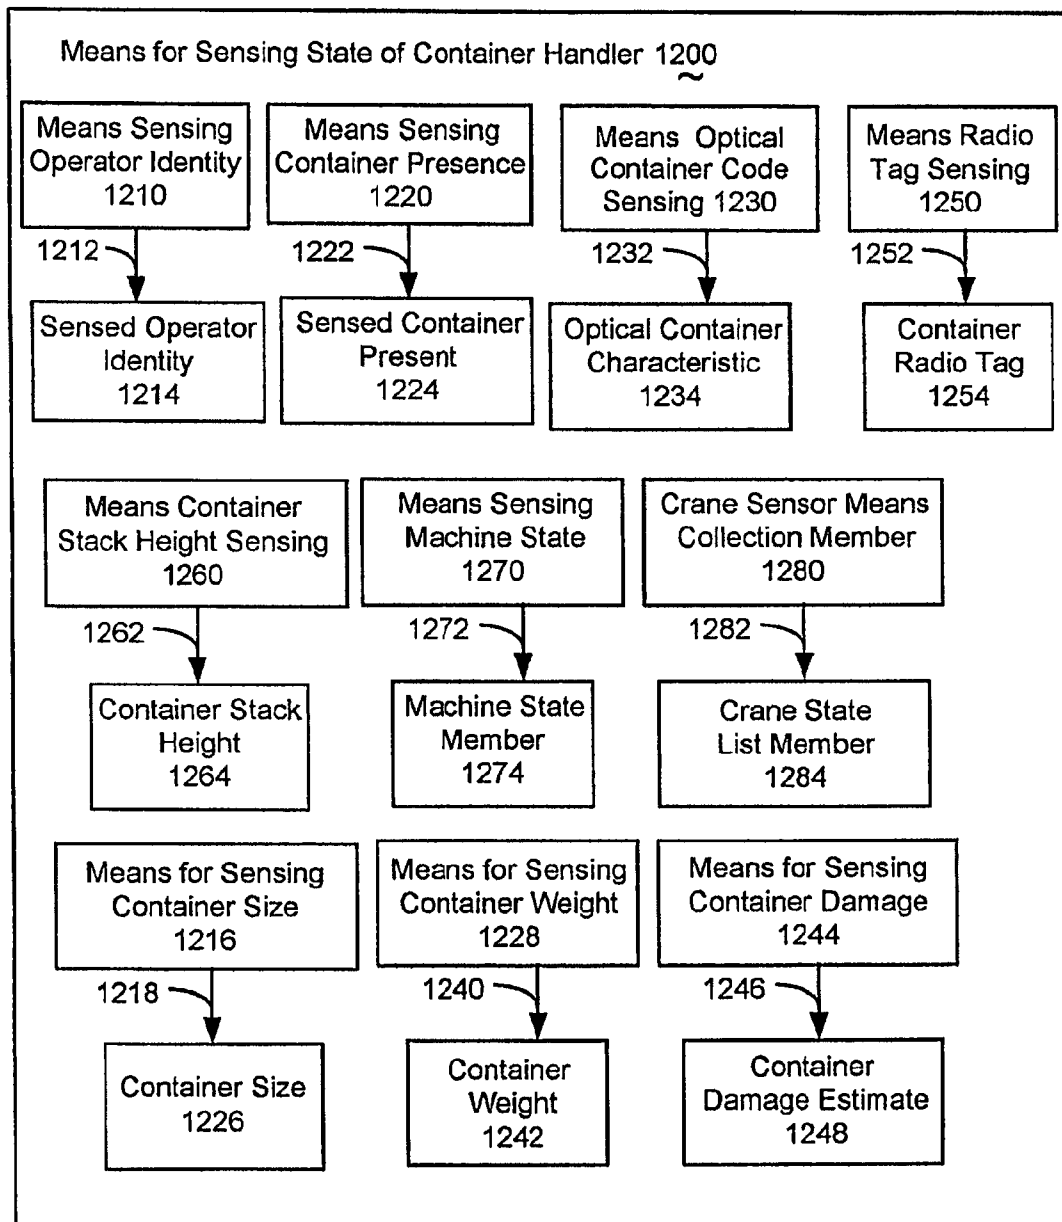 Means for Sensing State of Container Handler 1200
Means Sensing
Operator Identity
1210
Means Sensing
Container Presence
1220
Means Optical
Container Code
Sensing 1230
Means Radio
Tag Sensing
1250
1212
1222
1232
1252
Sensed Operator
Identity
1214
Sensed Container
Present
1224
Optical Container
Characteristic
1234
Container
Radio Tag
1254
Means Container
Stack Height Sensing
1260
Means Sensing
Machine State
1270
Crane Sensor Means
Collection Member
1280
1262
1272
1282
Container Stack
Height
1264
Machine State
Member
1274
Crane State
List Member
1284
Means for Sensing
Container Size
1216
Means for Sensing
Container Weight
1228
Means for Sensing
Container Damage
1244
1218
1240
1246
Container Size
1226
Container
Weight
1242
Container
Damage Estimate
1248